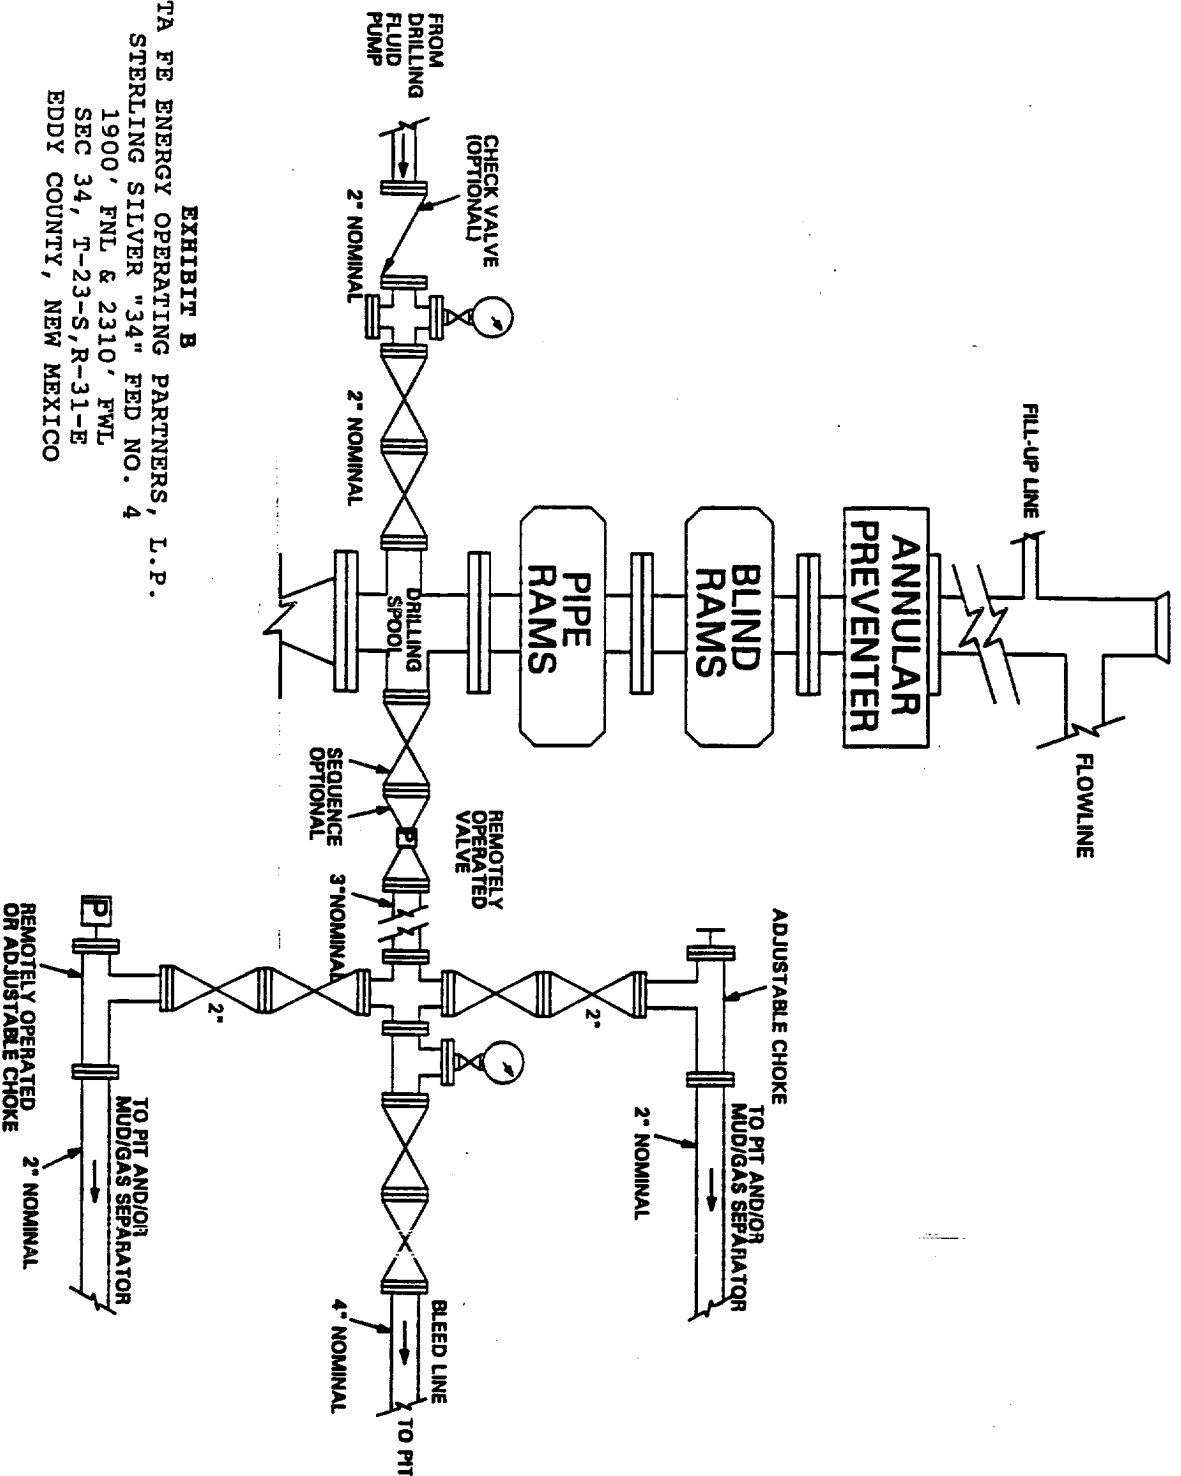 FILL-UP LINE
FLOWLINE
ANNULAR
PREVENTER
BLIND
RAMS
PIPE
RAMS
DRILLING
SPOOL
FROM
DRILLING
FLUID
PUMP
CHECK VALVE
(OPTIONAL)
2" NOMINAL
2" NOMINAL
SEQUENCE
OPTIONAL
REMOTELY
OPERATED
VALVE
P
3" NOMINAL
ADJUSTABLE CHOKE
2"
TO PIT AND/OR
MUD/GAS SEPARATOR
2" NOMINAL
BLEED LINE
4" NOMINAL
TO PIT
2"
P
REMOTELY OPERATED
OR ADJUSTABLE CHOKE
TO PIT AND/OR
MUD/GAS SEPARATOR
2" NOMINAL
EXHIBIT B
TA FE ENERGY OPERATING PARTNERS, L.P.
STERLING SILVER "34" FED NO. 4
1900' FNL & 2310' FWL
SEC 34, T-23-S, R-31-E
EDDY COUNTY, NEW MEXICO